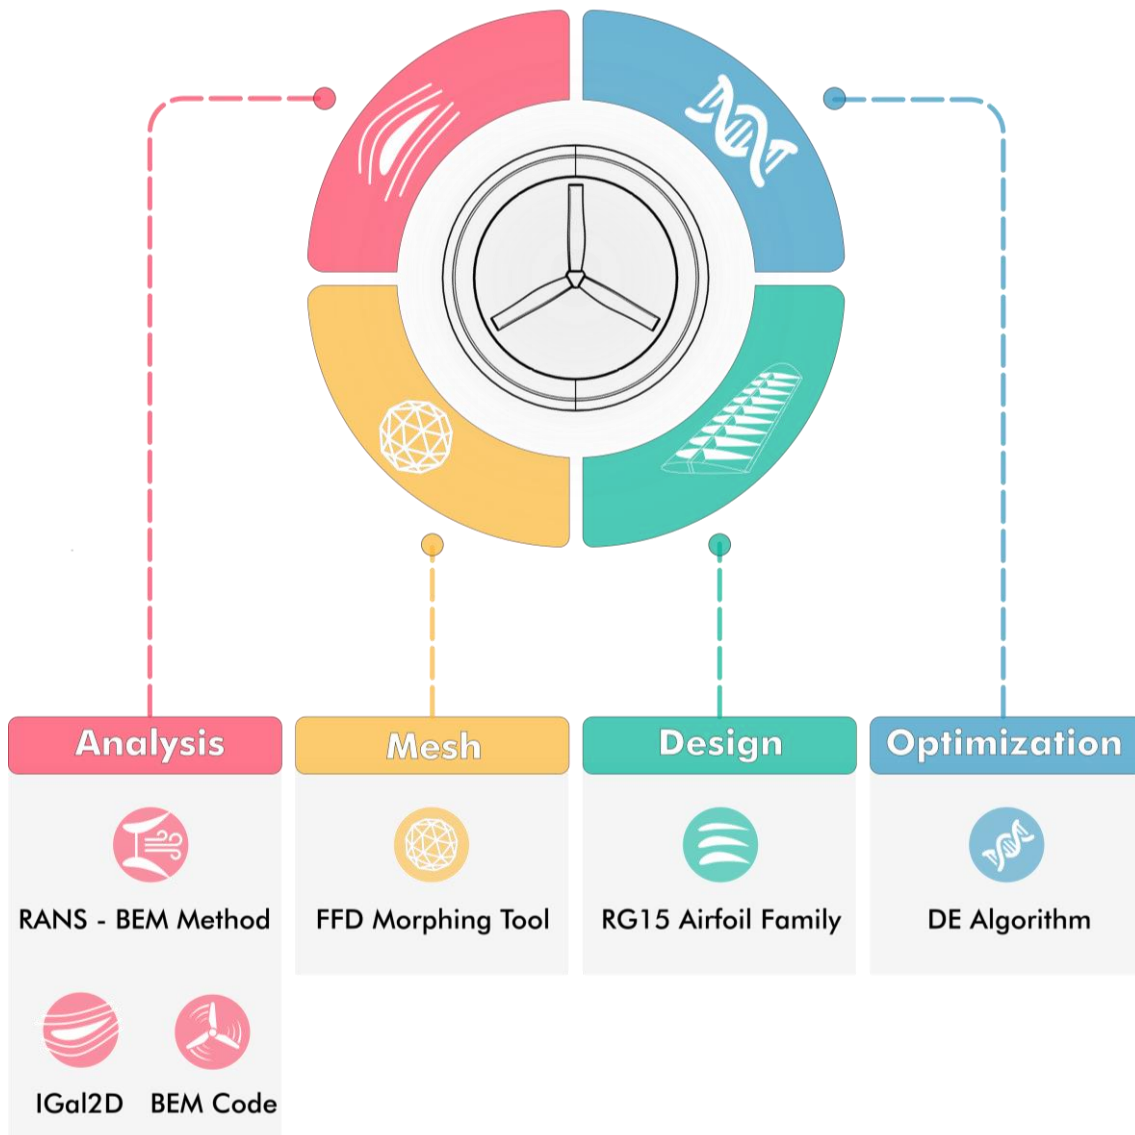 Analysis
Mesh
Design
Optimization
RANS - BEM Method
FFD Morphing Tool
RG15 Airfoil Family
DE Algorithm
IGal2D
BEM Code